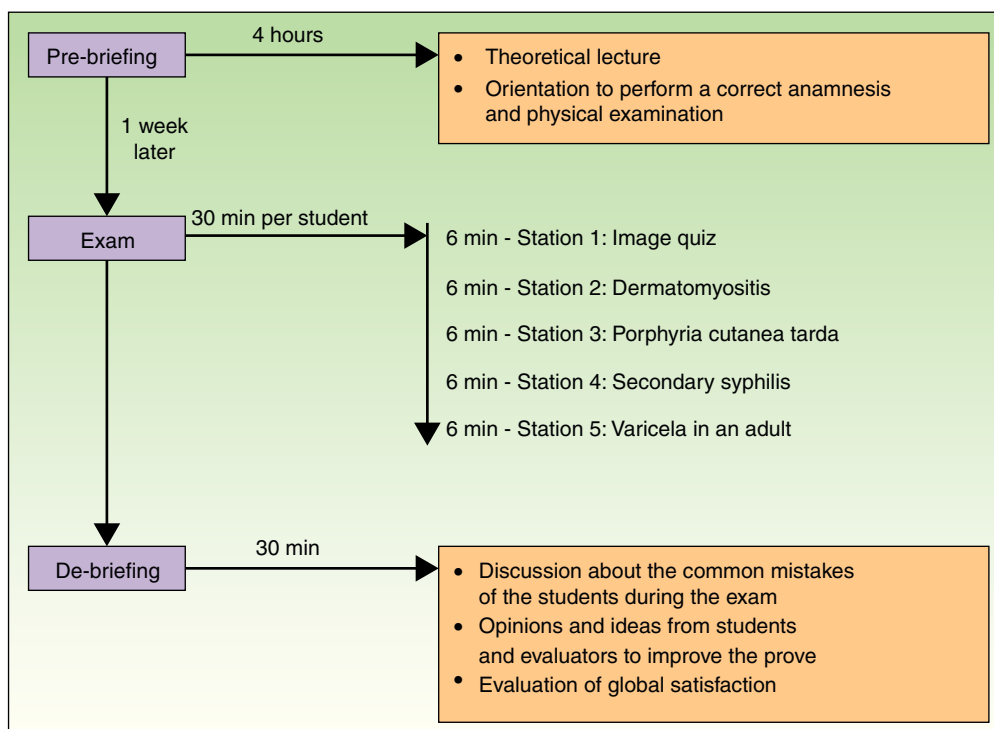 Pre-briefing
4 hours
• Theoretical lecture
• Orientation to perform a correct anamnesis
and physical examination
1 week
later
Exam
30 min per student
6 min - Station 1: Image quiz
6 min - Station 2: Dermatomyositis
6 min - Station 3: Porphyria cutanea tarda
6 min - Station 4: Secondary syphilis
6 min - Station 5: Varicela in an adult
De-briefing
30 min
• Discussion about the common mistakes
of the students during the exam
• Opinions and ideas from students
and evaluators to improve the prove
• Evaluation of global satisfaction